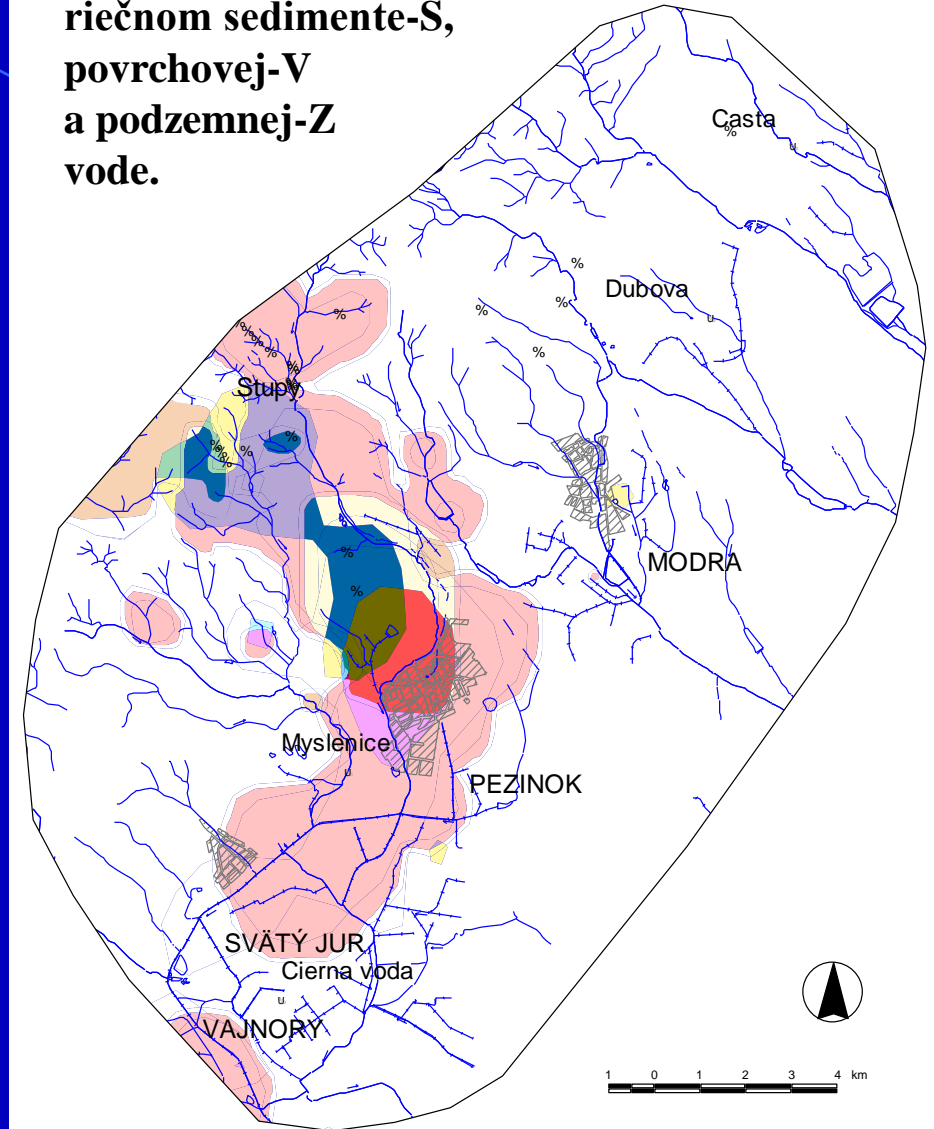 riečnom sedimente-S,
povrchovej-V
a podzemnej-Z
vode.
Casta
%
u
%
Dubova
%
%
u
%
%
%
%
%
%
%
%
Stupy
%
%
%
%
%
MODRA
%
%
Myslenice
u
PEZINOK
SVÄTÝ JUR
Cierna voda
u
VAJNORY
1 0 1 2 3 4 km